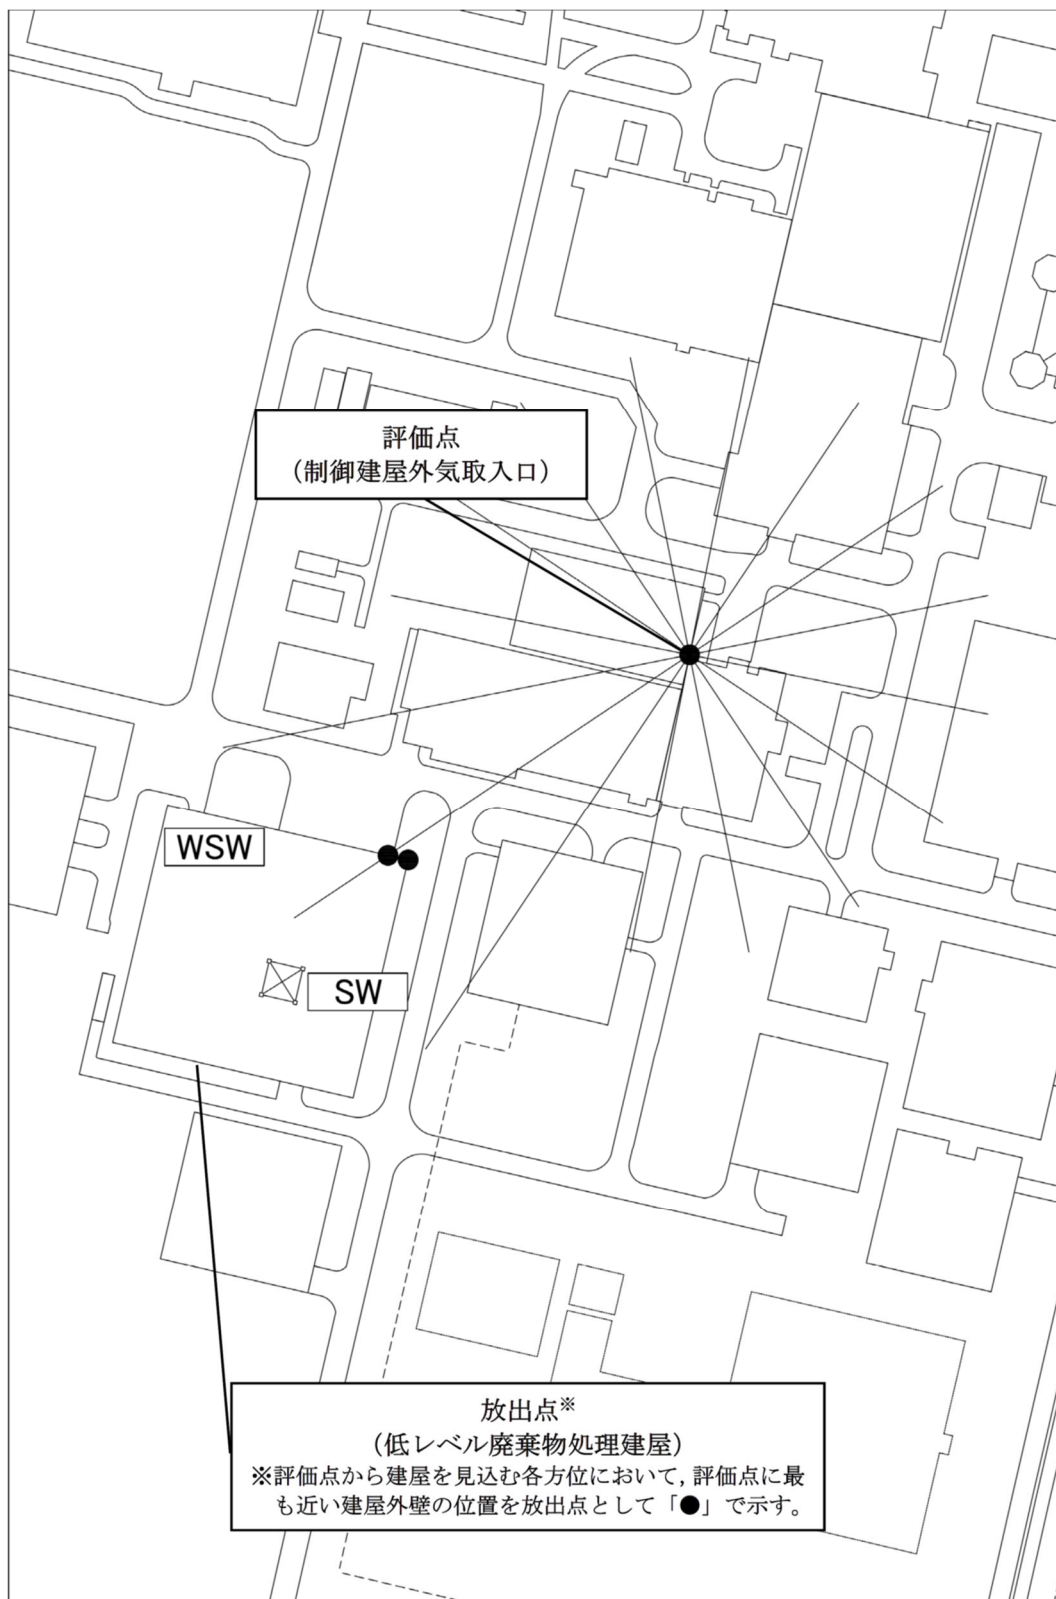 評価点
（制御建屋外気取入口）
WSW
SW
放出点※
（低レベル廃棄物処理建屋）
※評価点から建屋を見込む各方位において，評価点に最
も近い建屋外壁の位置を放出点として「●」で示す。